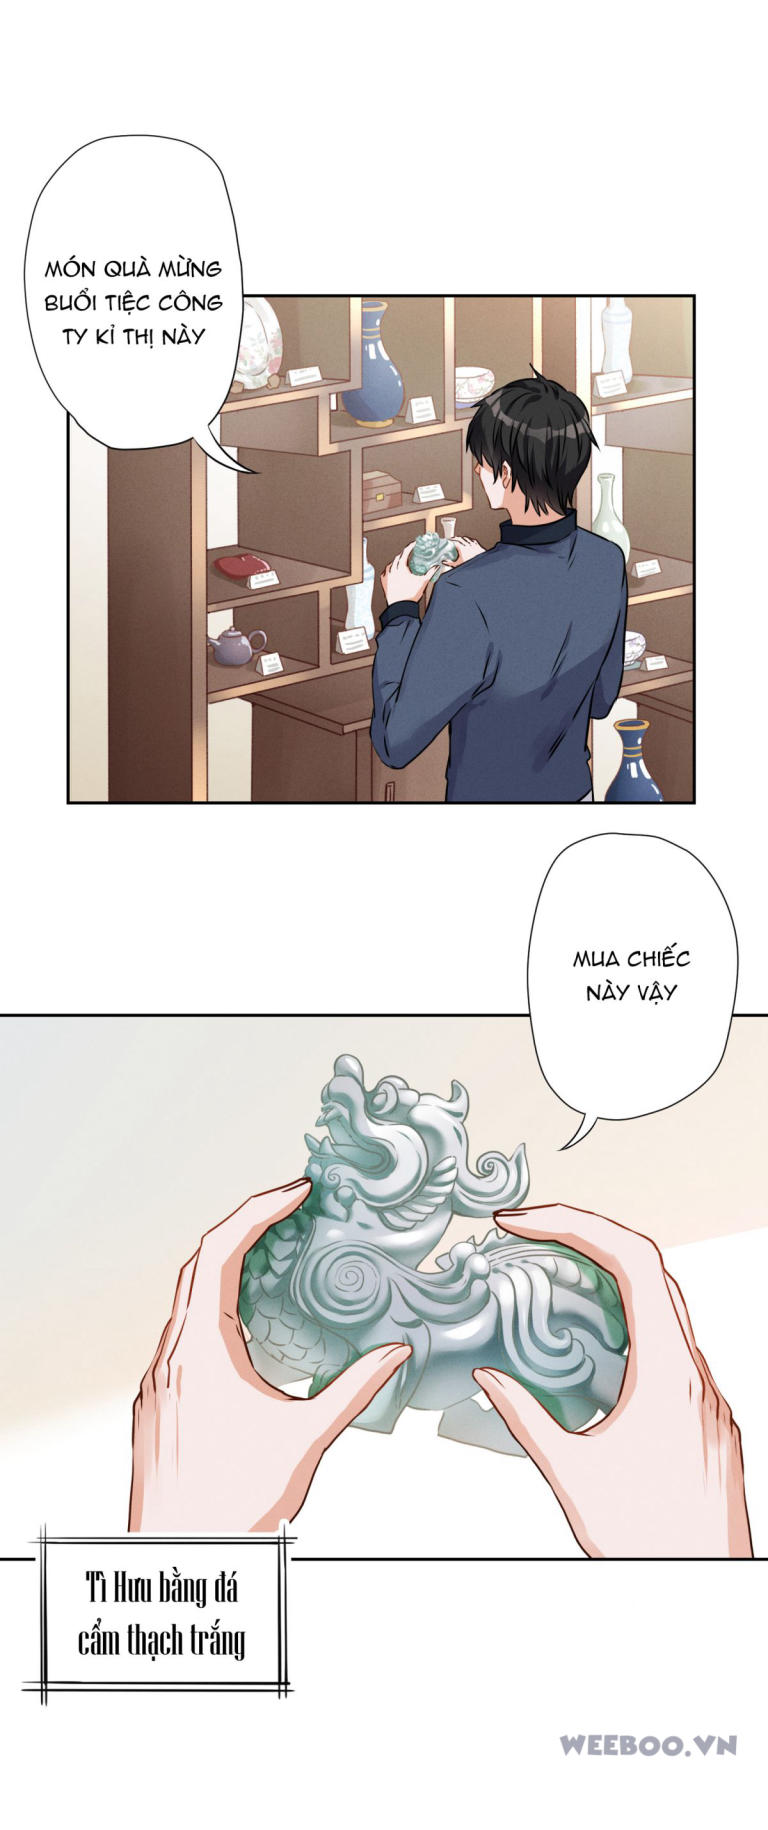 MÓN QUÀ MỪNG
BUỔI TIỆC CÔNG
TY KỈ THỊ NÀY
MUA CHIẾC
NÀY VẬY
Tì Hưu bằng đá
cẩm thạch trắng
WEEBOO.VN